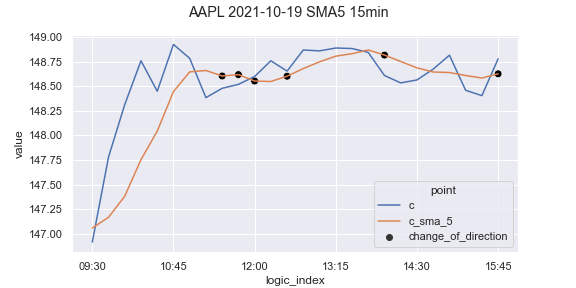 AAPL 2021-10-19 SMA5 15min
149.00
148.75
148.50
148.25
148.00
147.75
147.50
147.25
147.00
value
point
c
c_sma_5
change_of_direction
09:30 10:45 12:00 13:15 14:30 15:45
logic_index